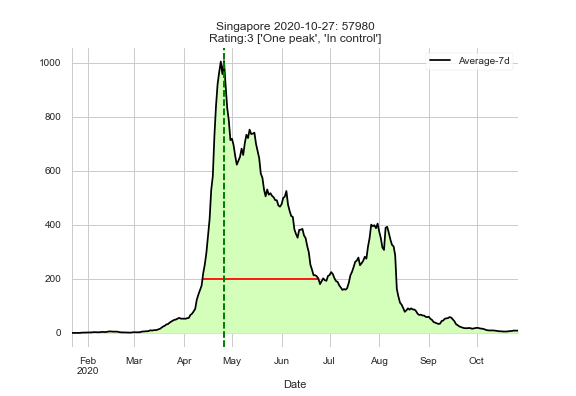 Singapore 2020-10-27: 57980
Rating:3 ['One peak', 'In control']
Average-7d
1000
800
600
400
200
0
Feb Mar Apr May Jun Jul Aug Sep Oct
2020
Date